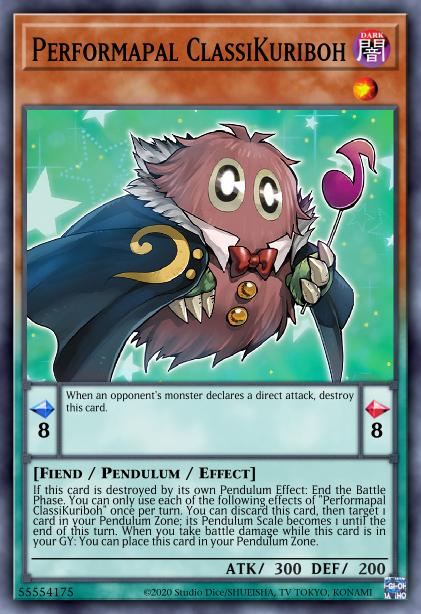 PERFORMAPAL CLASSIKURIBOH
DARK
闇
When an opponent's monster declares a direct attack, destroy
this card.
8
8
[FIEND / PENDULUM / EFFECT]
If this card is destroyed by its own Pendulum Effect: End the Battle
Phase. You can only use each of the following effects of "Performapal
ClassiKuriboh" once per turn. You can discard this card, then target 1
card in your Pendulum Zone; its Pendulum Scale becomes 1 until the
end of this turn. When you take battle damage while this card is in
your GY: You can place this card in your Pendulum Zone.
ATK/ 300 DEF/ 200
55554175
©2020 Studio Dice/SHUEISHA, TV TOKYO, KONAMI